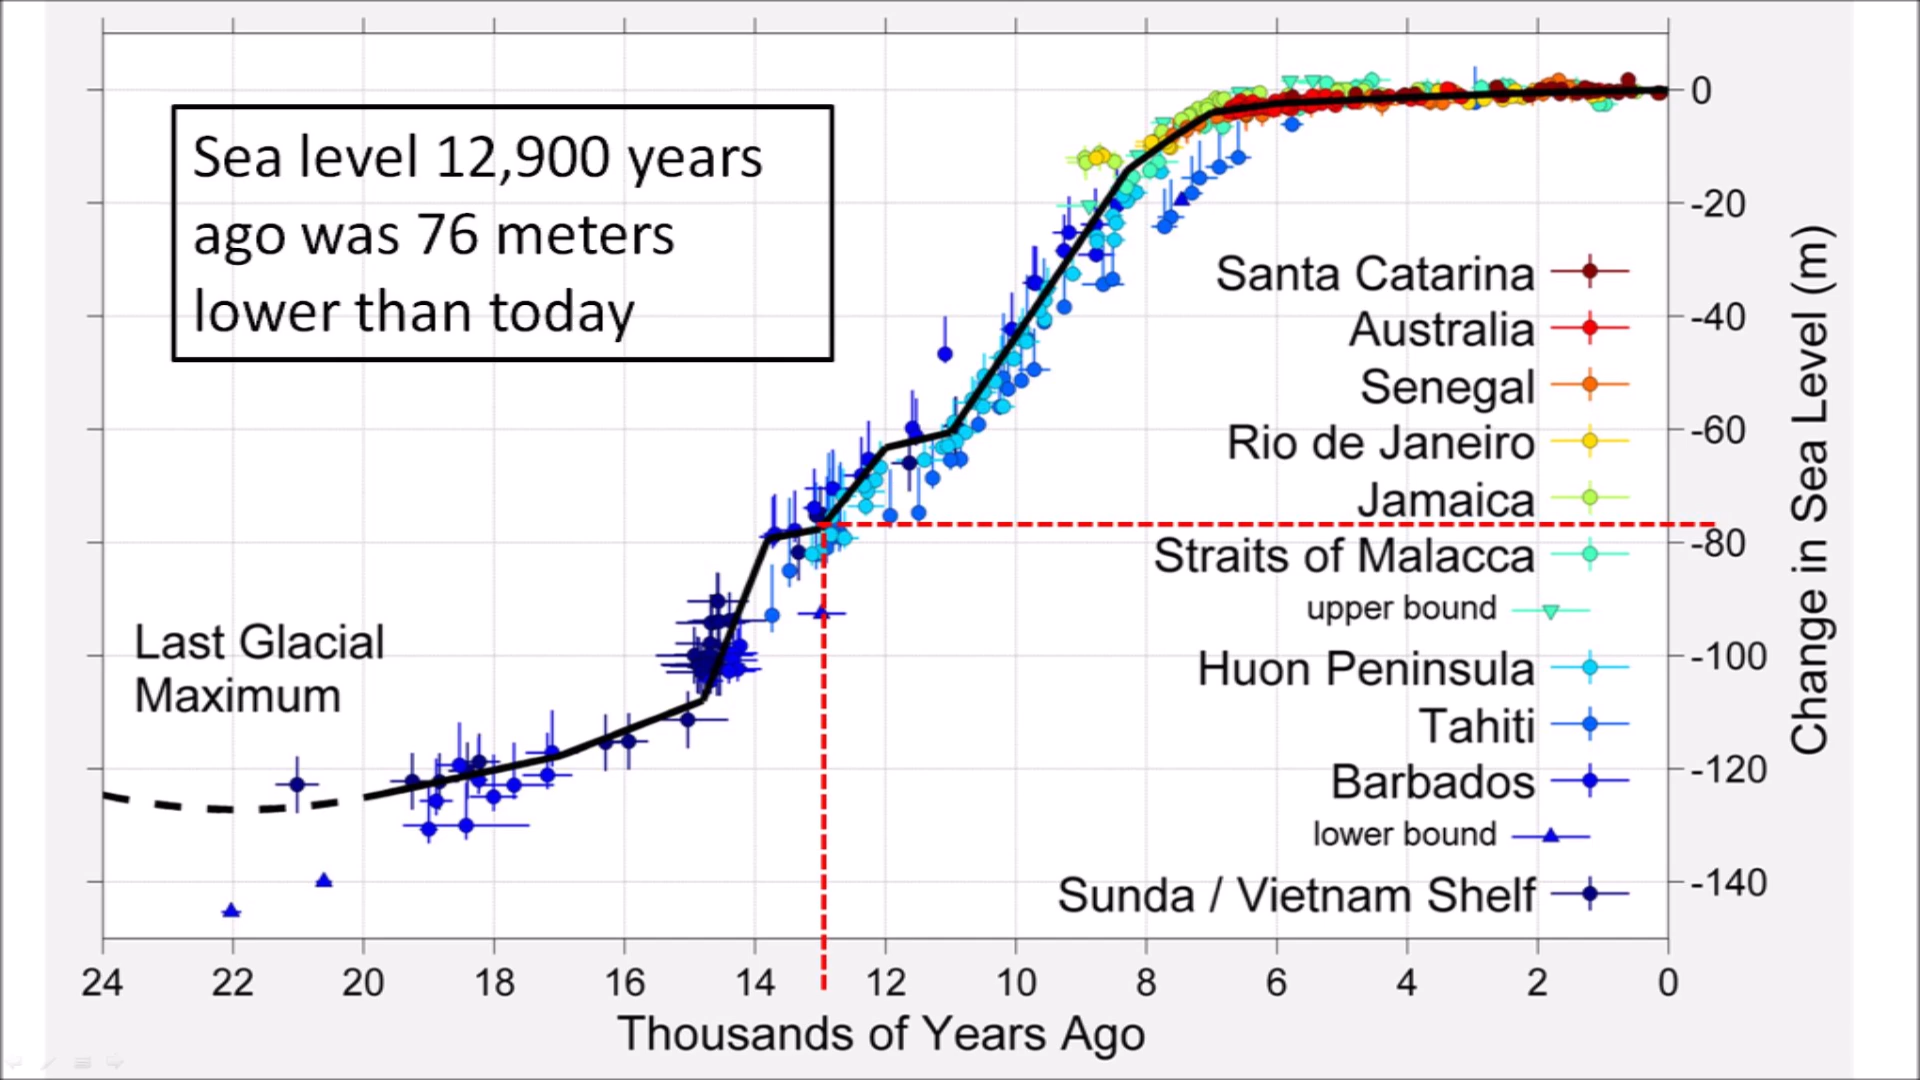 Sea level 12,900 years
ago was 76 meters
lower than today
Last Glacial
Maximum
Santa Catarina
Australia
Senegal
Rio de Janeiro
Jamaica
Straits of Malacca
upper bound
Huon Peninsula
Tahiti
Barbados
lower bound
Sunda / Vietnam Shelf
0
-20
-40
-60
-80
-100
-120
-140
Change in Sea Level (m)
24 22 20 18 16 14 12 10 8 6 4 2 0
Thousands of Years Ago